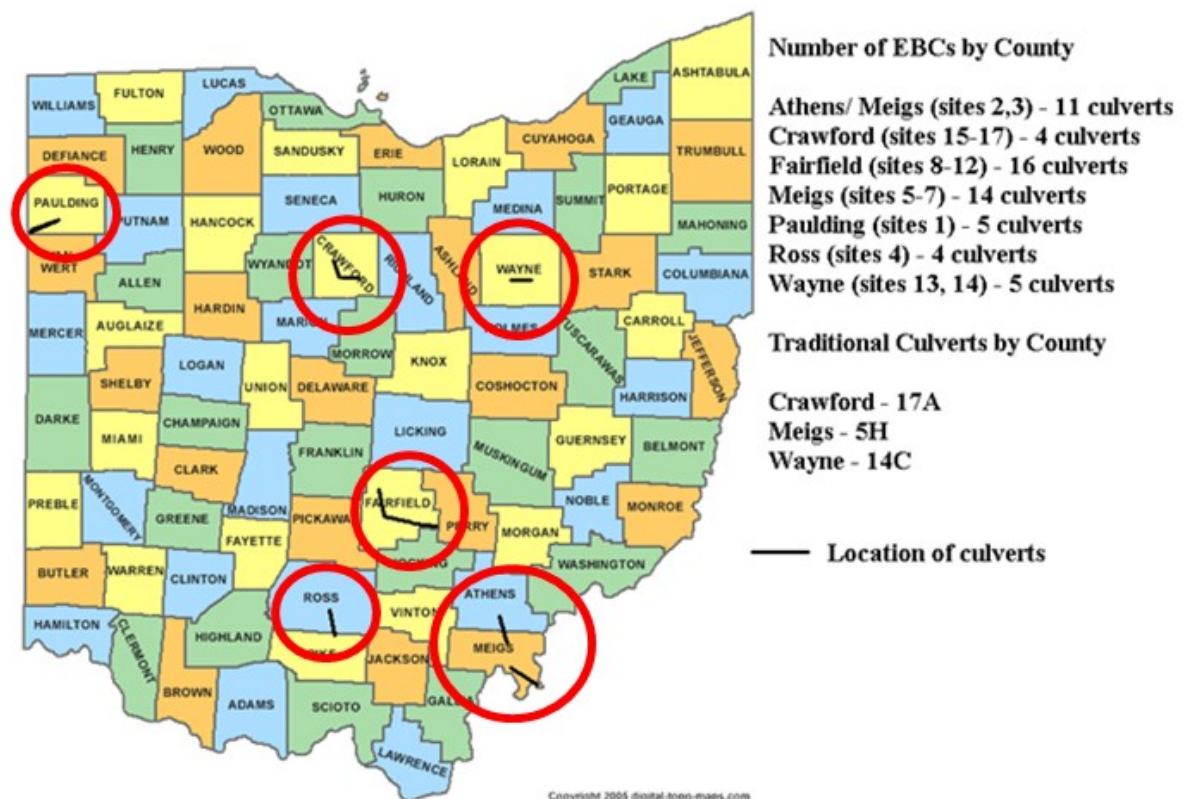 Number of EBCs by County
Athens/ Meigs (sites 2,3) - 11 culverts
Crawford (sites 15-17) - 4 culverts
Fairfield (sites 8-12) - 16 culverts
Meigs (sites 5-7) - 14 culverts
Paulding (sites 1) - 5 culverts
Ross (sites 4) - 4 culverts
Wayne (sites 13, 14) - 5 culverts
Traditional Culverts by County
Crawford - 17A
Meigs - 5H
Wayne - 14C
Location of culverts
WILLIAMS
FULTON
LUCAS
OTTAWA
LAKE
ASHTABULA
GEAUGA
CUYAHOGA
DEFIANCE
HENRY
WOOD
SANDUSKY
ERIE
LORAIN
TRUMBULL
PAULDING
PUTNAM
HANCOCK
SENECA
HURON
MEDINA
SUMMIT
PORTAGE
MAHONING
WERT
ALLEN
WYANDOT
CRAWFORD
RICHLAND
ASHLAND
WAYNE
STARK
COLUMBIANA
MERCER
AUGLAIZE
HARDIN
MARION
MORROW
HOLMES
TUSCARAWAS
CARROLL
JEFFERSON
SHELBY
LOGAN
UNION
DELAWARE
KNOX
COSHOCTON
HARRISON
DARKE
MIAMI
CHAMPAIGN
CLARK
FRANKLIN
LICKING
MUSKINGUM
GUERNSEY
BELMONT
PREBLE
MONTGOMERY
GREENE
MADISON
PICKAWAY
FAIRFIELD
PERRY
MORGAN
NOBLE
MONROE
BUTLER
WARREN
CLINTON
FAYETTE
HOCKING
WASHINGTON
HAMILTON
CLERMONT
HIGHLAND
ROSS
VINTON
ATHENS
MEIGS
BROWN
ADAMS
PIKE
JACKSON
SCIOTO
GALLIA
LAWRENCE
Copyright 2005 digital-topo-maps.com